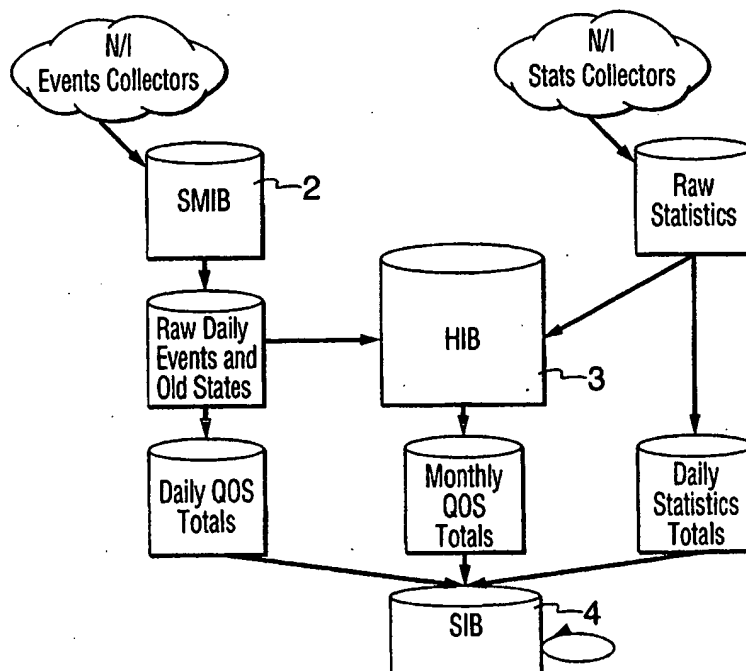 N/I
Events Collectors
N/I
Stats Collectors
SMIB
2
Raw
Statistics
Raw Daily
Events and
Old States
HIB
3
Daily QOS
Totals
Monthly
QOS
Totals
Daily
Statistics
Totals
SIB
4